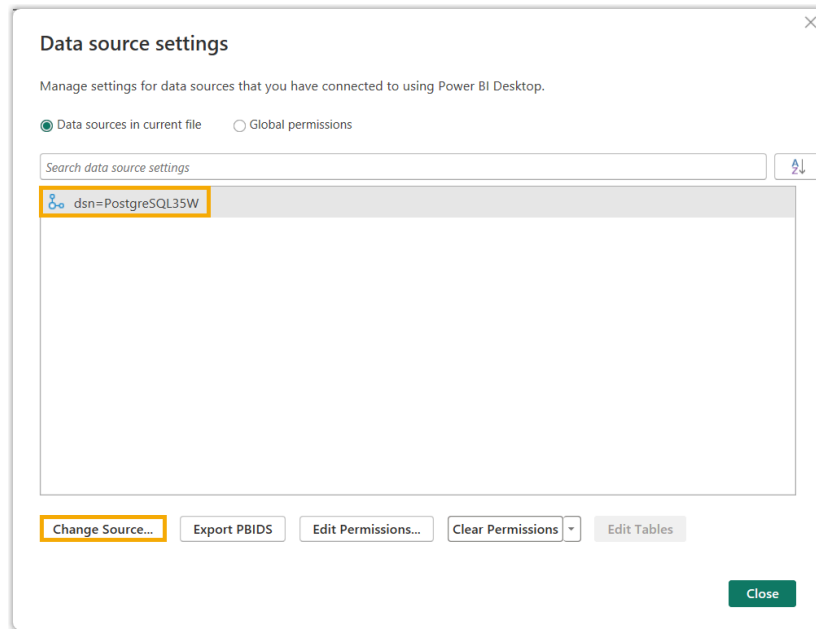 Data source settings
Manage settings for data sources that you have connected to using Power BI Desktop.
Data sources in current file
Global permissions
Search data source settings
AZ
dsn=PostgreSQL35W
Change Source...
Export PBIDS
Edit Permissions...
Clear Permissions
Edit Tables
Close